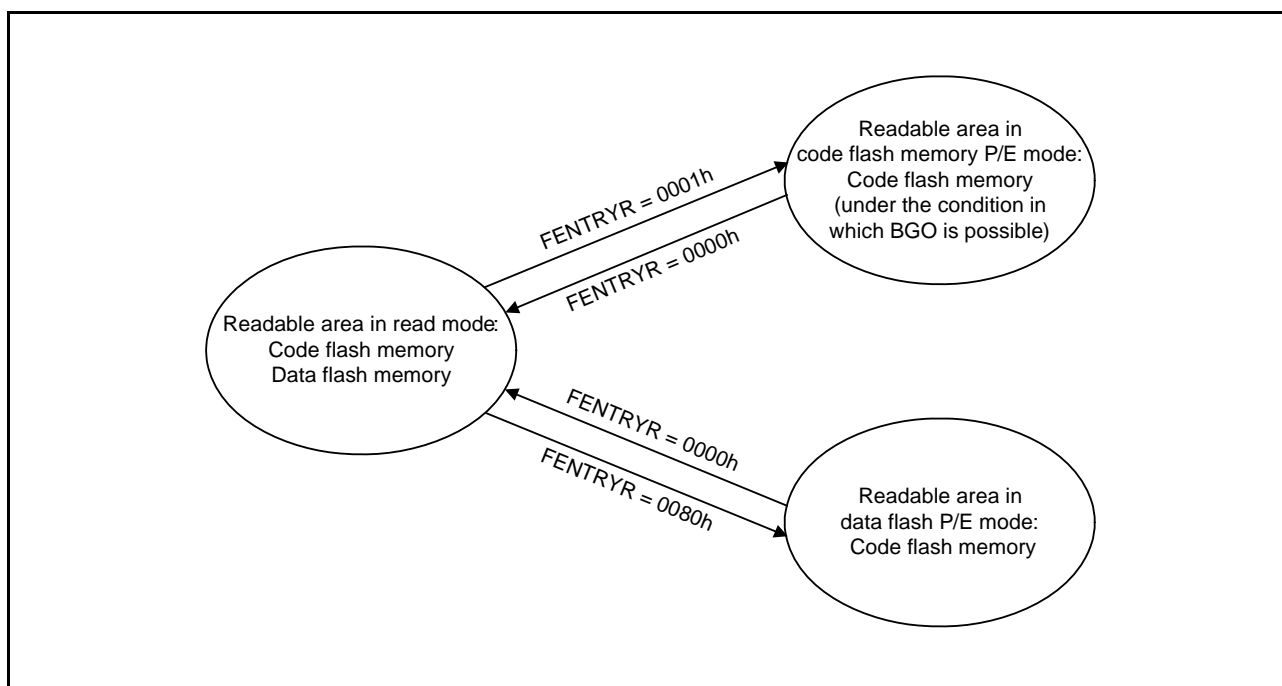 Readable area in
code flash memory P/E mode:
Code flash memory
(under the condition in
which BGO is possible)
FENTRYR = 0001h
FENTRYR = 0000h
Readable area in read mode:
Code flash memory
Data flash memory
FENTRYR = 0000h
FENTRYR = 0080h
Readable area in
data flash P/E mode:
Code flash memory